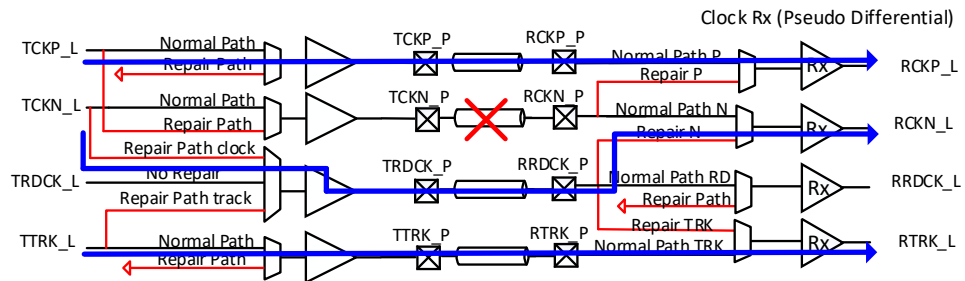 Clock Rx (Pseudo Differential)
TCKP_L
Normal Path
Repair Path
TCKP_P
RCKP_P
Normal Path P
Repair P
Rx
RCKP_L
TCKN_L
Normal Path
Repair Path
TCKN_P
RCKN_P
Normal Path N
Repair N
Rx
RCKN_L
Repair Path clock
TRDCK_L
No Repair
Repair Path track
TRDCK_P
RRDCK_P
Normal Path RD
Repair Path
Rx
RRDCK_L
TTRK_L
Normal Path
Repair Path
TTRK_P
RTRK_P
Repair TRK
Normal Path TRK
Rx
RTRK_L